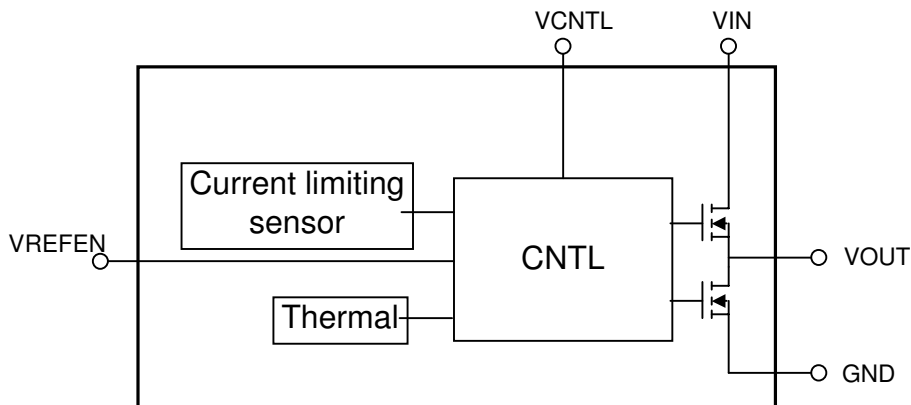 VCNTL
VIN
Current limiting
sensor
VREFEN
CNTL
VOUT
Thermal
GND